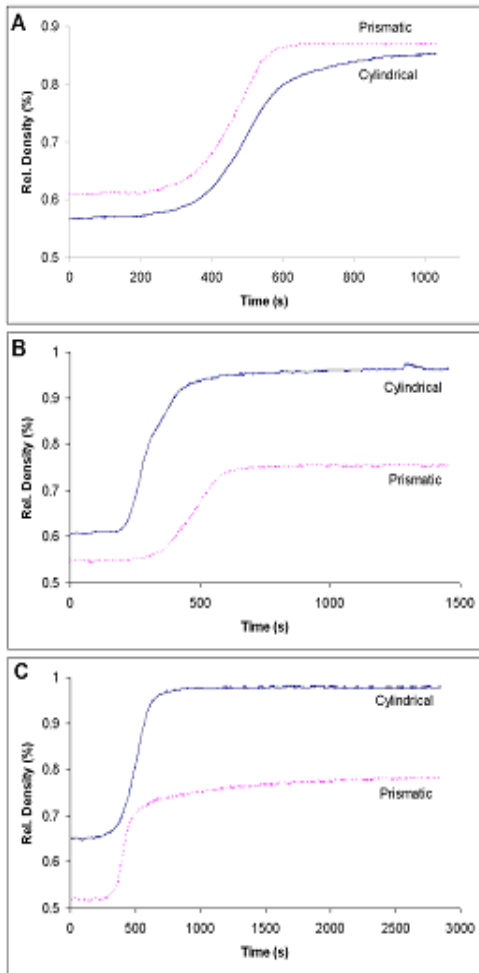 A
0.9
Prismatic
0.8
Cylindrical
0.7
0.6
0.5
Rel. Density (%)
0 200 400 600 800 1000
Time (s)
B
1
0.9
Cylindrical
0.8
0.7
Prismatic
0.6
0.5
Rel. Density (%)
0 500 1000 1500
Time (s)
C
1
Cylindrical
0.9
0.8
Prismatic
0.7
0.6
0.5
Rel. Density (%)
0 500 1000 1500 2000 2500 3000
Time (s)